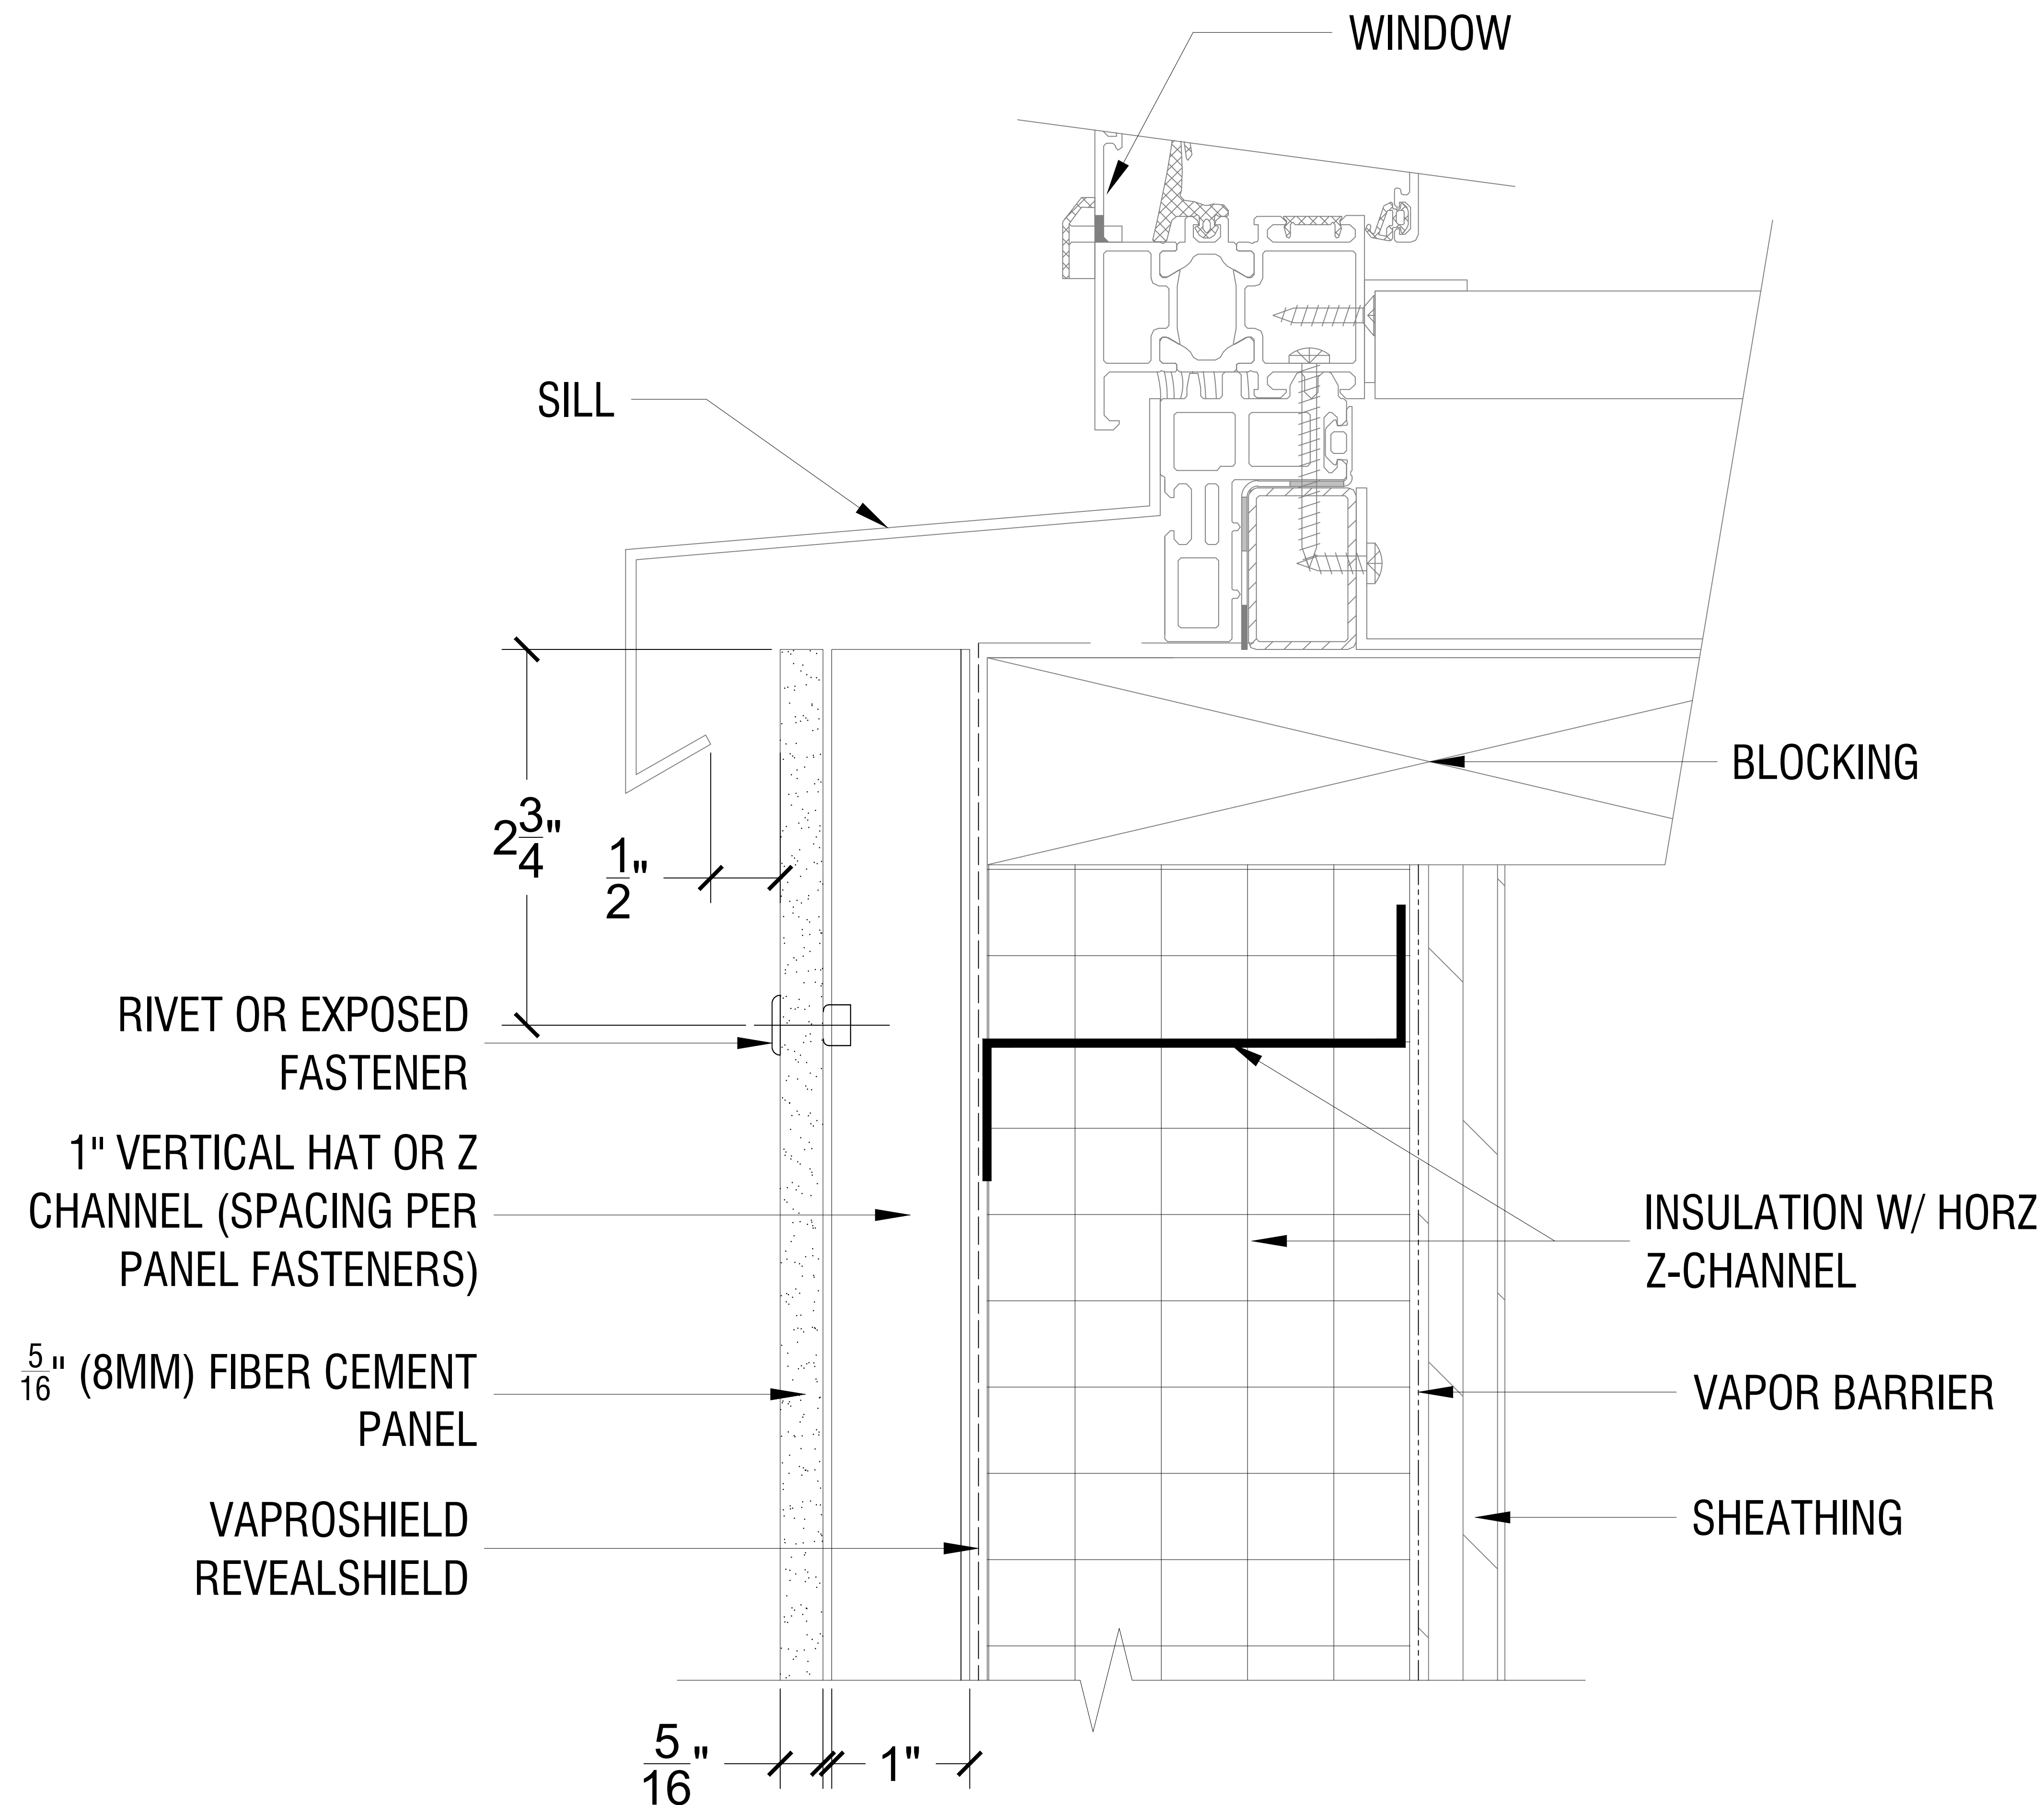 WINDOW
SILL
BLOCKING
2 3/4"
1/2"
RIVET OR EXPOSED
FASTENER
1" VERTICAL HAT OR Z
CHANNEL (SPACING PER
PANEL FASTENERS)
INSULATION W/ HORZ
Z-CHANNEL
5/16" (8MM) FIBER CEMENT
PANEL
VAPOR BARRIER
VAPROSHIELD
REVEALSHIELD
SHEATHING
5/16"
1"